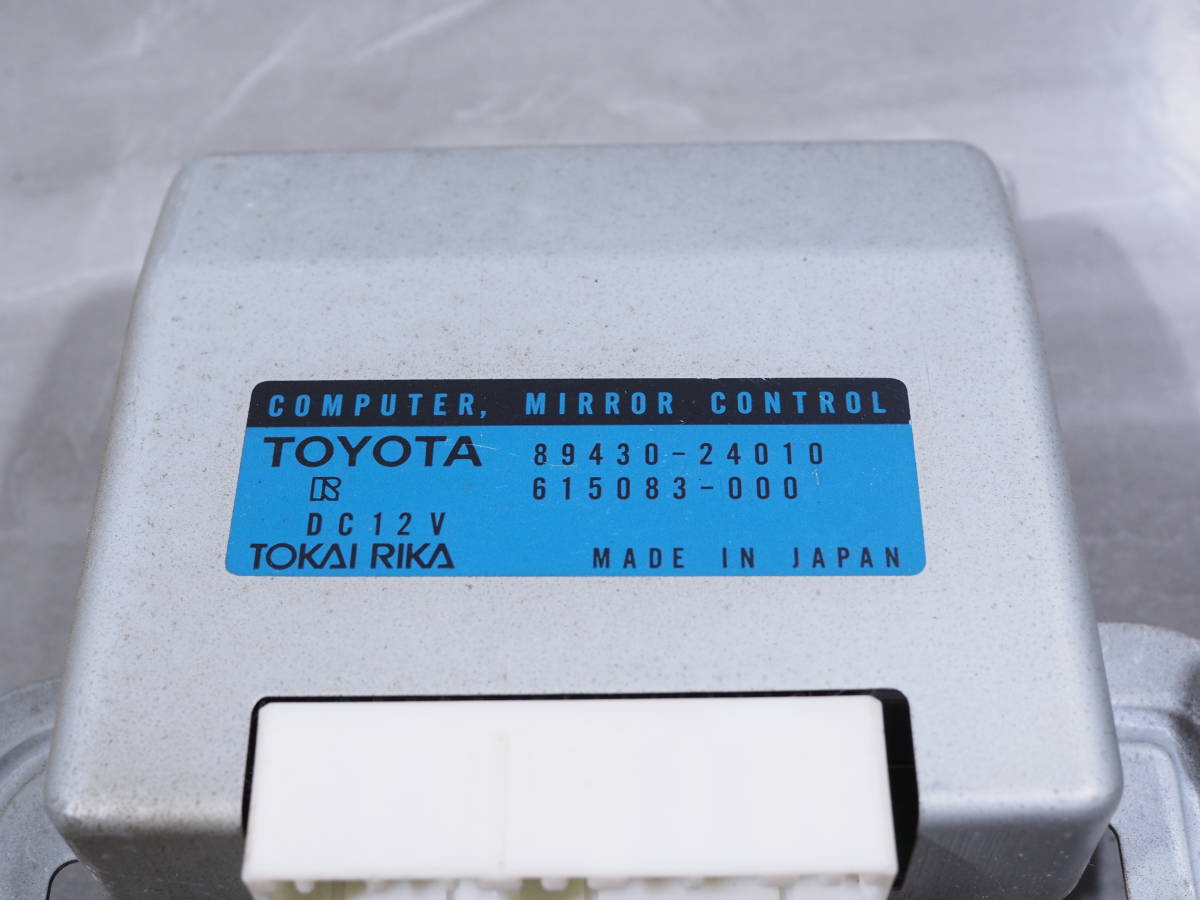 COMPUTER, MIRROR CONTROL
TOYOTA 89430-24010
615083-000
DC12V
TOKAI RIKA MADE IN JAPAN